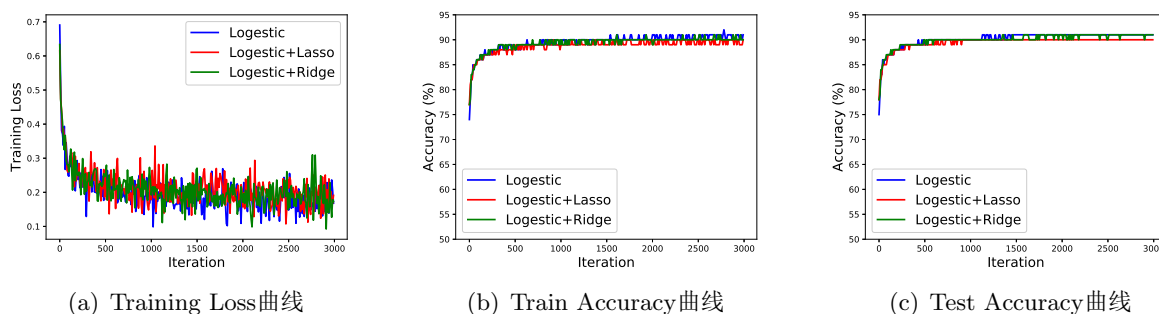 0.7
0.6
0.5
0.4
0.3
0.2
0.1
Training Loss
0 500 1000 1500 2000 2500 3000
Iteration
Logestic
Logestic+Lasso
Logestic+Ridge
(a) Training Loss曲线
95
90
85
80
75
70
65
60
55
50
Accuracy (%)
0 500 1000 1500 2000 2500 3000
Iteration
Logestic
Logestic+Lasso
Logestic+Ridge
(b) Train Accuracy曲线
95
90
85
80
75
70
65
60
55
50
Accuracy (%)
0 500 1000 1500 2000 2500 3000
Iteration
Logestic
Logestic+Lasso
Logestic+Ridge
(c) Test Accuracy曲线